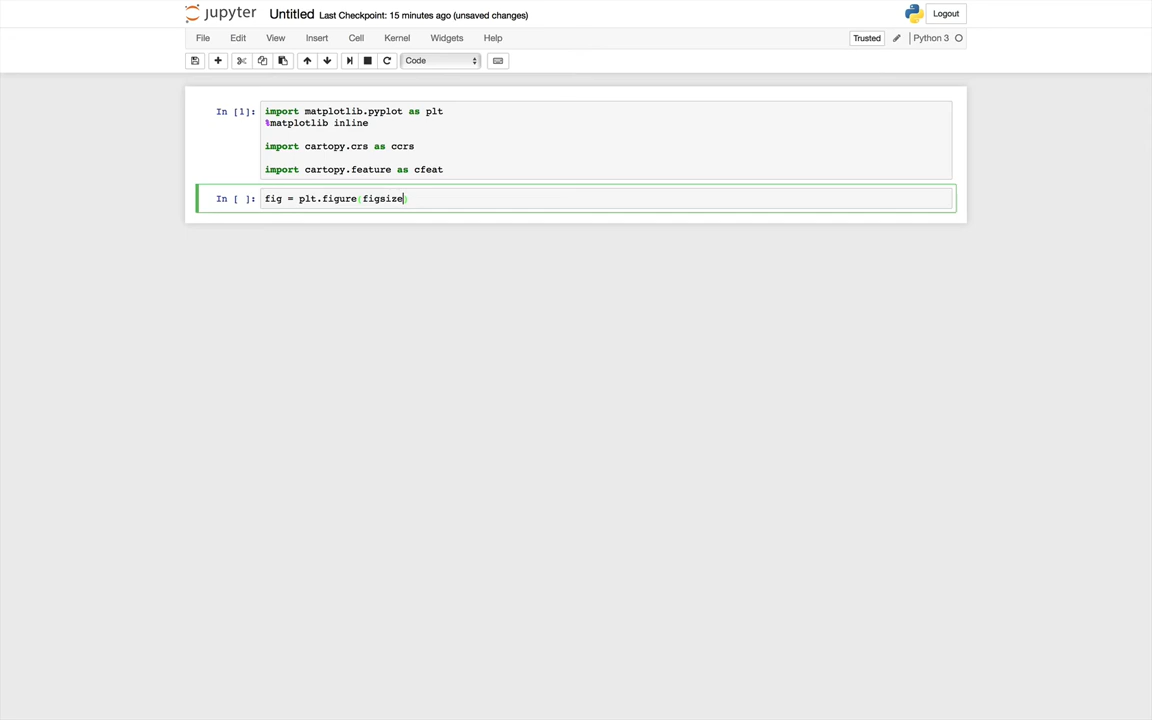 jupyter Untitled Last Checkpoint: 15 minutes ago (unsaved changes) Logout
File Edit View Insert Cell Kernel Widgets Help Trusted Python 3
Code
In [1]: import matplotlib.pyplot as plt
%matplotlib inline
import cartopy.crs as ccrs
import cartopy.feature as cfeat
In [ ]: fig = plt.figure(figsize)